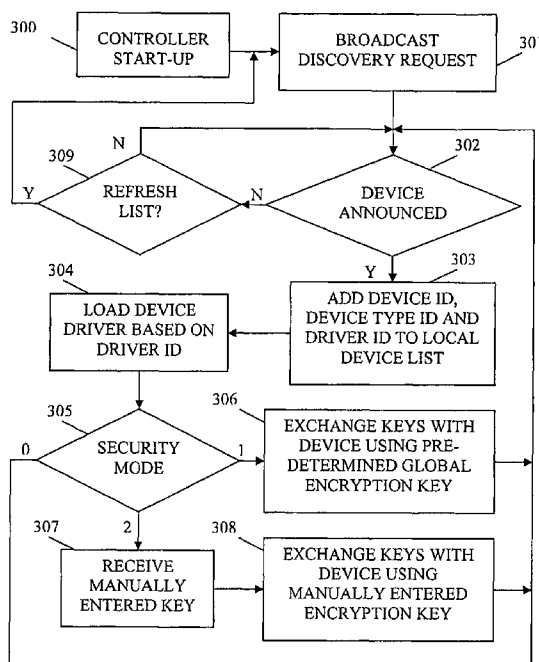 300
CONTROLLER
START-UP
BROADCAST
DISCOVERY
REQUEST
301
N
309
302
Y
REFRESH
LIST?
N
DEVICE
ANNOUNCED
Y
304
303
LOAD DEVICE
DRIVER BASED ON
DRIVER ID
ADD DEVICE ID,
DEVICE TYPE ID AND
DRIVER ID TO LOCAL
DEVICE LIST
305
306
0
SECURITY
MODE
1
EXCHANGE KEYS WITH
DEVICE USING PRE-
DETERMINED GLOBAL
ENCRYPTION KEY
2
307
308
RECEIVE
MANUALLY
ENTERED KEY
EXCHANGE KEYS WITH
DEVICE USING
MANUALLY ENTERED
ENCRYPTION KEY